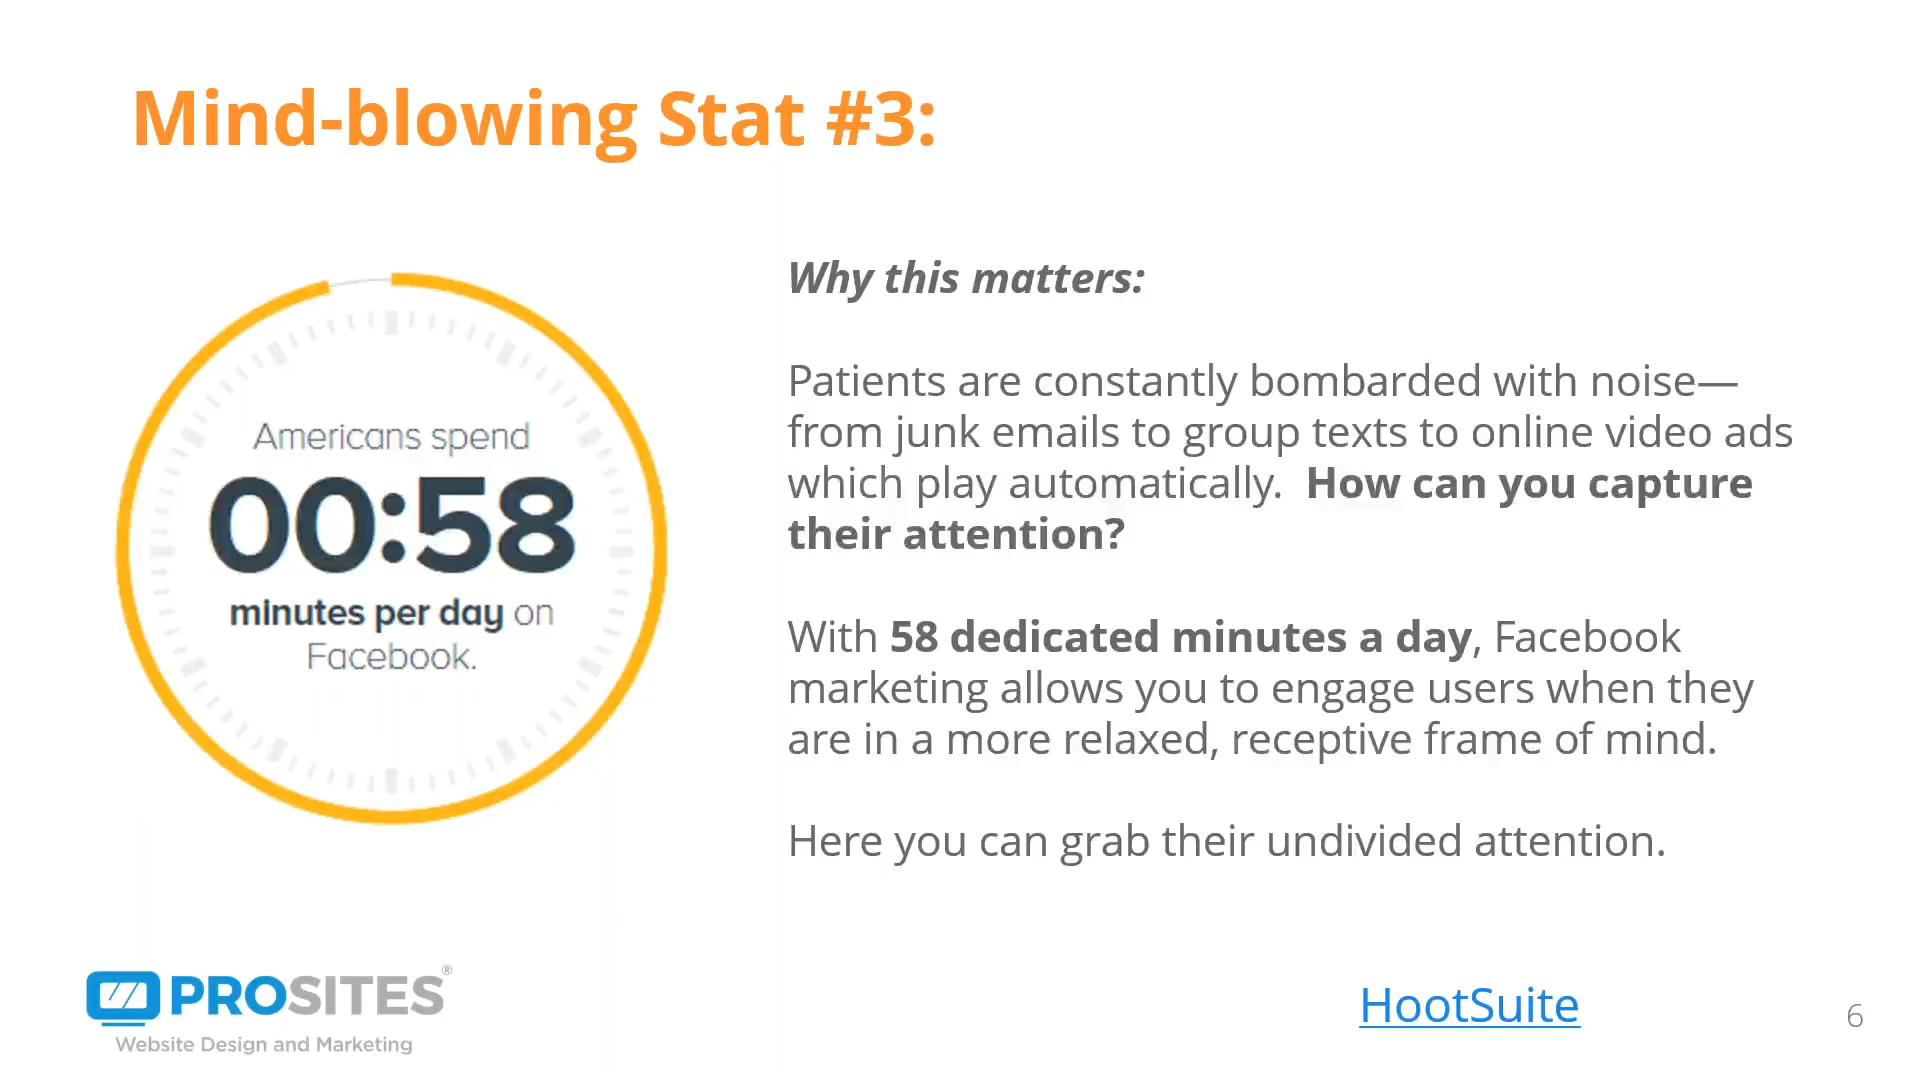 Mind-blowing Stat #3:
Americans spend
00:58
minutes per day on
Facebook.
Why this matters:
Patients are constantly bombarded with noise—
from junk emails to group texts to online video ads
which play automatically.  How can you capture
their attention?
With 58 dedicated minutes a day, Facebook
marketing allows you to engage users when they
are in a more relaxed, receptive frame of mind.
Here you can grab their undivided attention.
PROSITES®
Website Design and Marketing
HootSuite
6